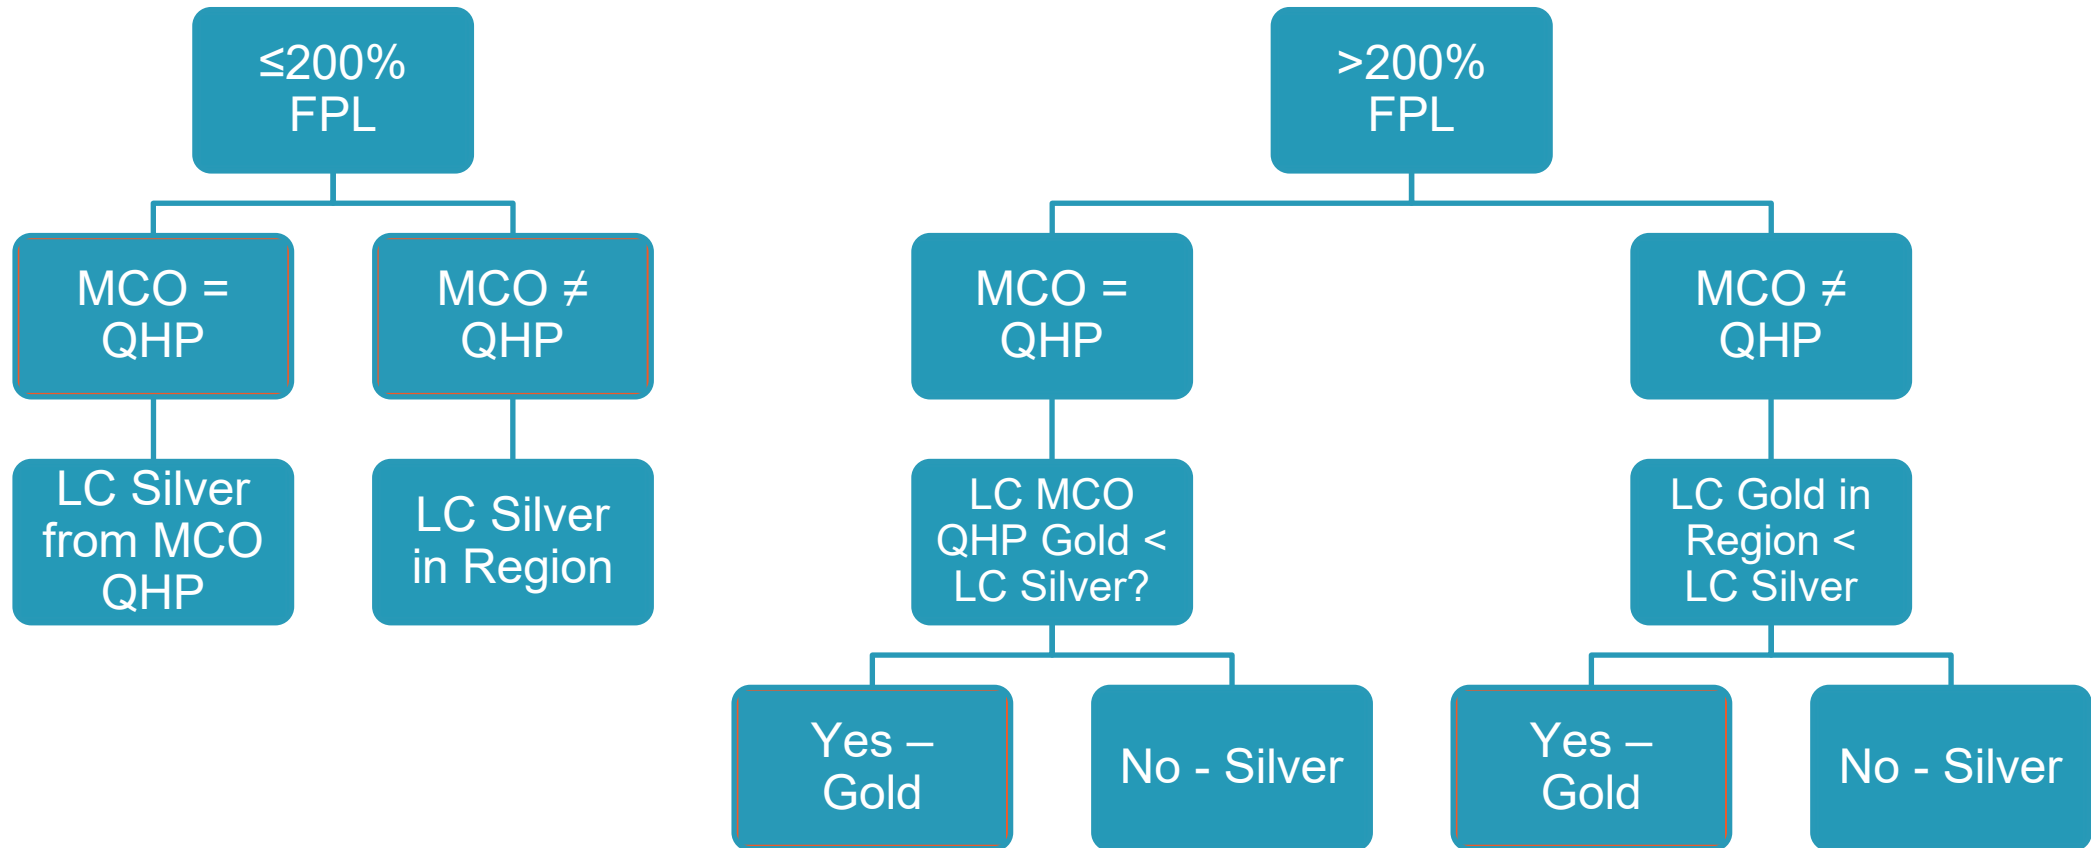 ≤200%
FPL
>200%
FPL
MCO =
QHP
MCO ≠
QHP
MCO =
QHP
MCO ≠
QHP
LC Silver
from MCO
QHP
LC Silver
in Region
LC MCO
QHP Gold <
LC Silver?
LC Gold in
Region <
LC Silver
Yes –
Gold
No - Silver
Yes –
Gold
No - Silver